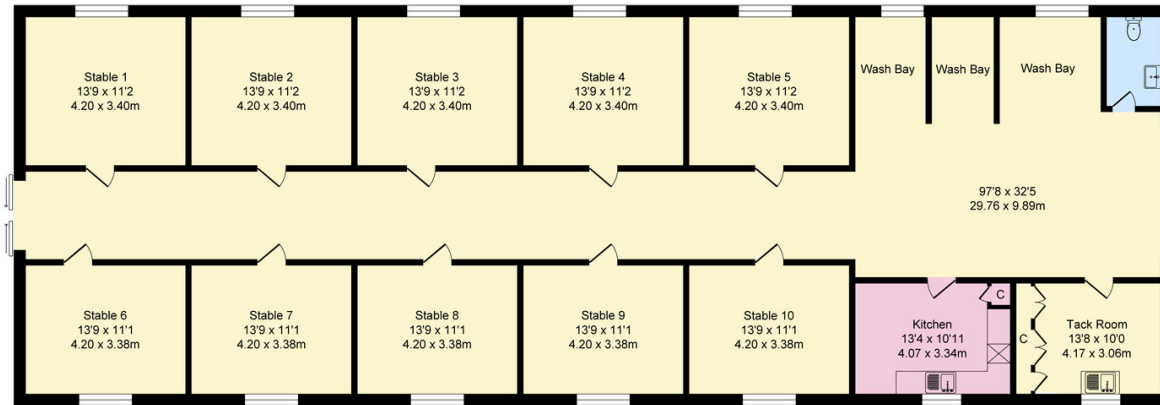 Stable 1
13'9 x 11'2
4.20 x 3.40m
Stable 2
13'9 x 11'2
4.20 x 3.40m
Stable 3
13'9 x 11'2
4.20 x 3.40m
Stable 4
13'9 x 11'2
4.20 x 3.40m
Stable 5
13'9 x 11'2
4.20 x 3.40m
Wash Bay
Wash Bay
Wash Bay
97'8 x 32'5
29.76 x 9.89m
Stable 6
13'9 x 11'1
4.20 x 3.38m
Stable 7
13'9 x 11'1
4.20 x 3.38m
Stable 8
13'9 x 11'1
4.20 x 3.38m
Stable 9
13'9 x 11'1
4.20 x 3.38m
Stable 10
13'9 x 11'1
4.20 x 3.38m
C
Kitchen
13'4 x 10'11
4.07 x 3.34m
C
Tack Room
13'8 x 10'0
4.17 x 3.06m